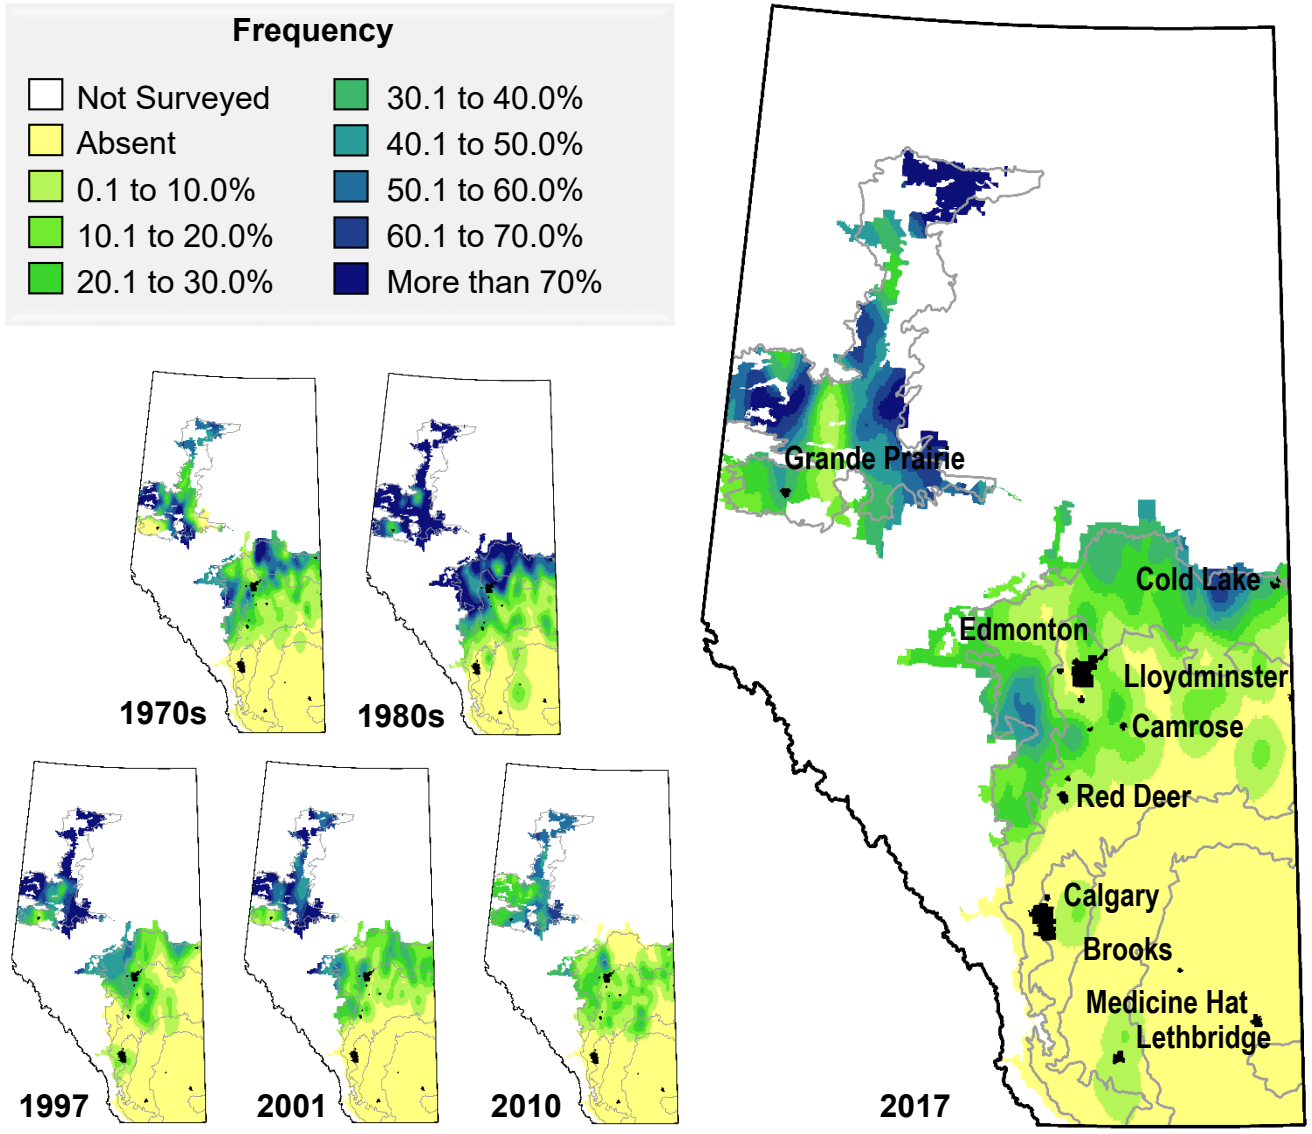 Frequency
Not Surveyed
Absent
0.1 to 10.0%
10.1 to 20.0%
20.1 to 30.0%
30.1 to 40.0%
40.1 to 50.0%
50.1 to 60.0%
60.1 to 70.0%
More than 70%
1970s
1980s
1997
2001
2010
Grande Prairie
Cold Lake
Edmonton
Lloydminster
Camrose
Red Deer
Calgary
Brooks
Medicine Hat
Lethbridge
2017